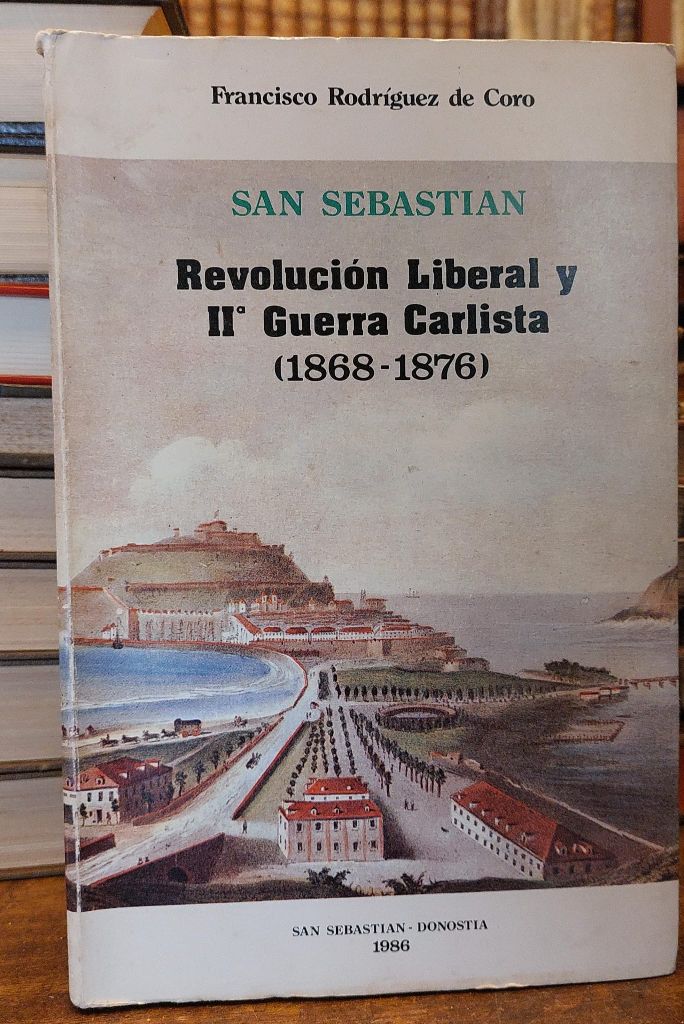 Francisco Rodríguez de Coro
SAN SEBASTIAN
Revolución Liberal y
IIª Guerra Carlista
(1868-1876)
SAN SEBASTIAN - DONOSTIA
1986